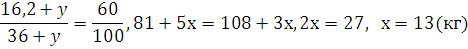 (16,2 + y)/(36 + y) = 60/100, 81 + 5x = 108 + 3x, 2x = 27, x = 13(кг)